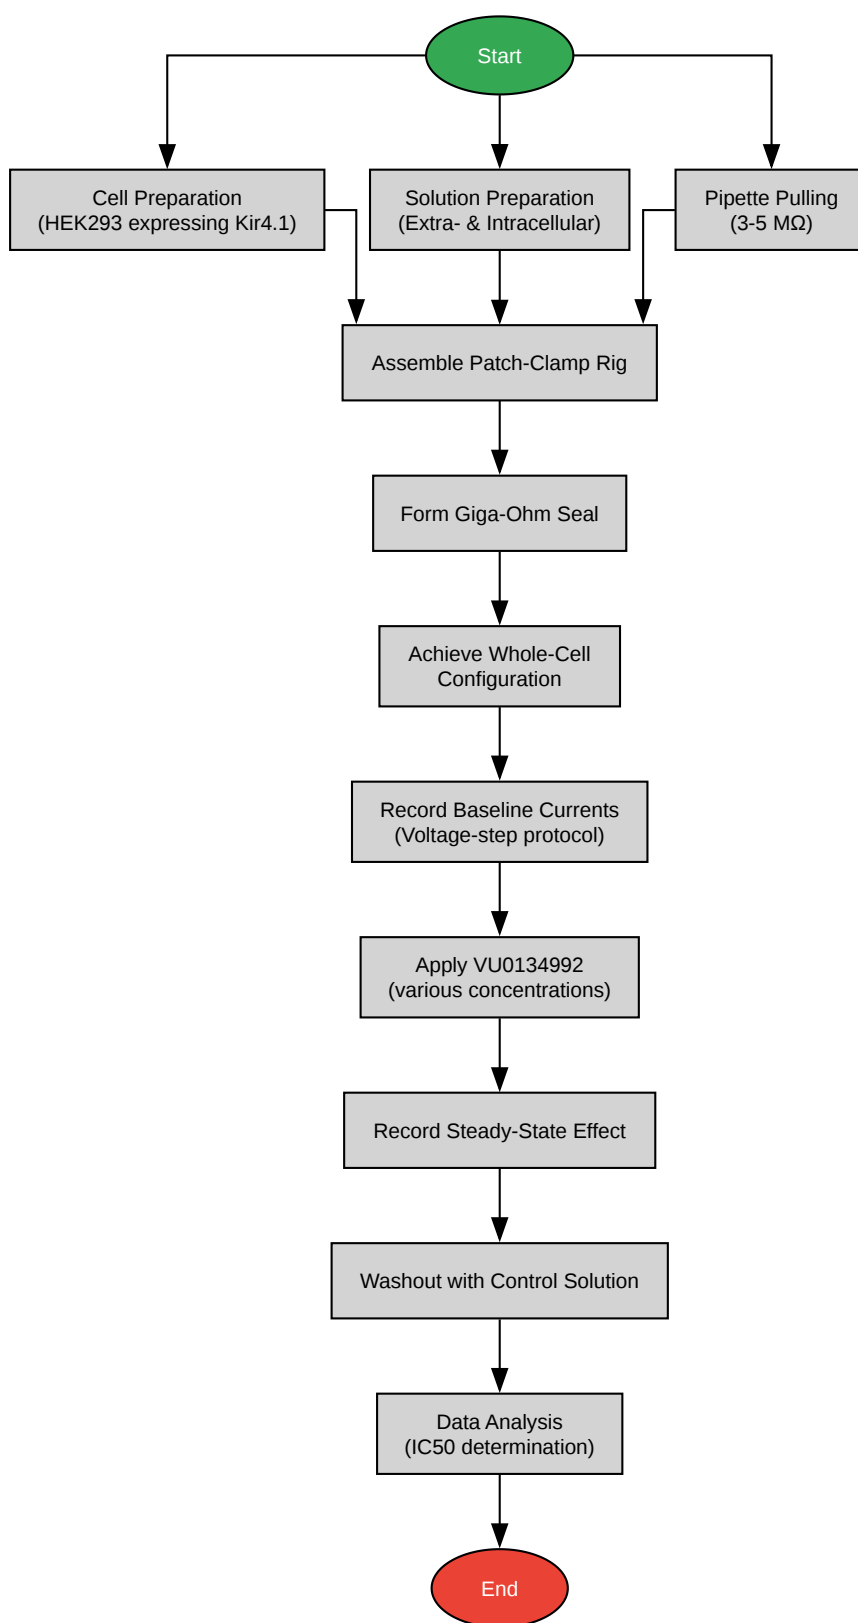 Start
Cell Preparation
(HEK293 expressing Kir4.1)
Solution Preparation
(Extra- & Intracellular)
Pipette Pulling
(3-5 MΩ)
Assemble Patch-Clamp Rig
Form Giga-Ohm Seal
Achieve Whole-Cell
Configuration
Record Baseline Currents
(Voltage-step protocol)
Apply VU0134992
(various concentrations)
Record Steady-State Effect
Washout with Control Solution
Data Analysis
(IC50 determination)
End